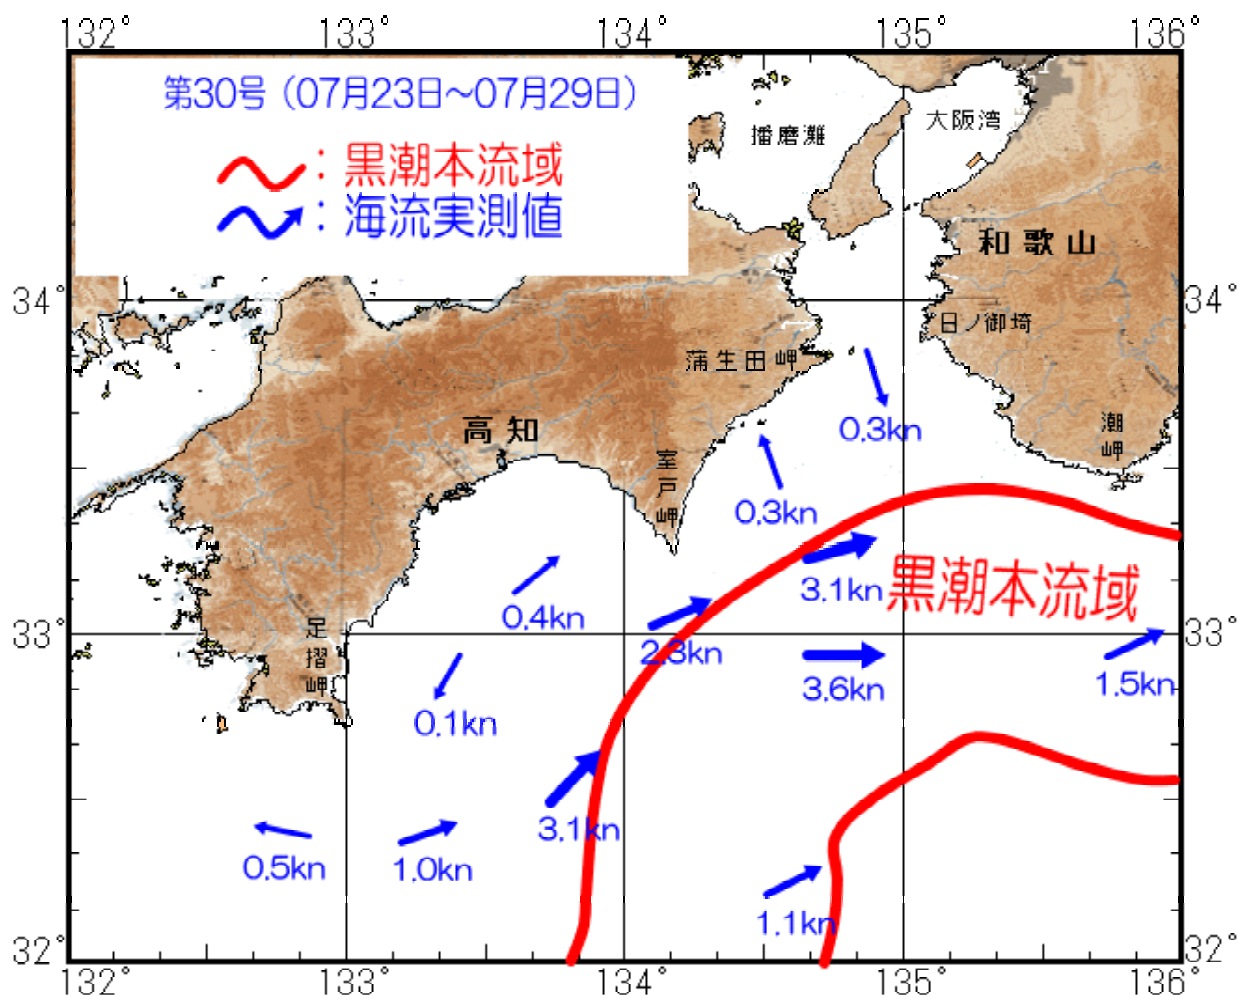 132° 133° 134° 135° 136°
第30号（07月23日～07月29日）
：黒潮本流域
：海流実測値
播磨灘
大阪湾
和歌山
34° 34°
日ノ御埼
蒲生田岬
0.3kn
潮岬
高知
室戸岬
0.3kn
3.1kn
黒潮本流域
0.4kn
33° 33°
足摺岬
2.3kn
3.6kn
1.5kn
0.1kn
3.1kn
0.5kn
1.0kn
1.1kn
32° 32°
132° 133° 134° 135° 136°